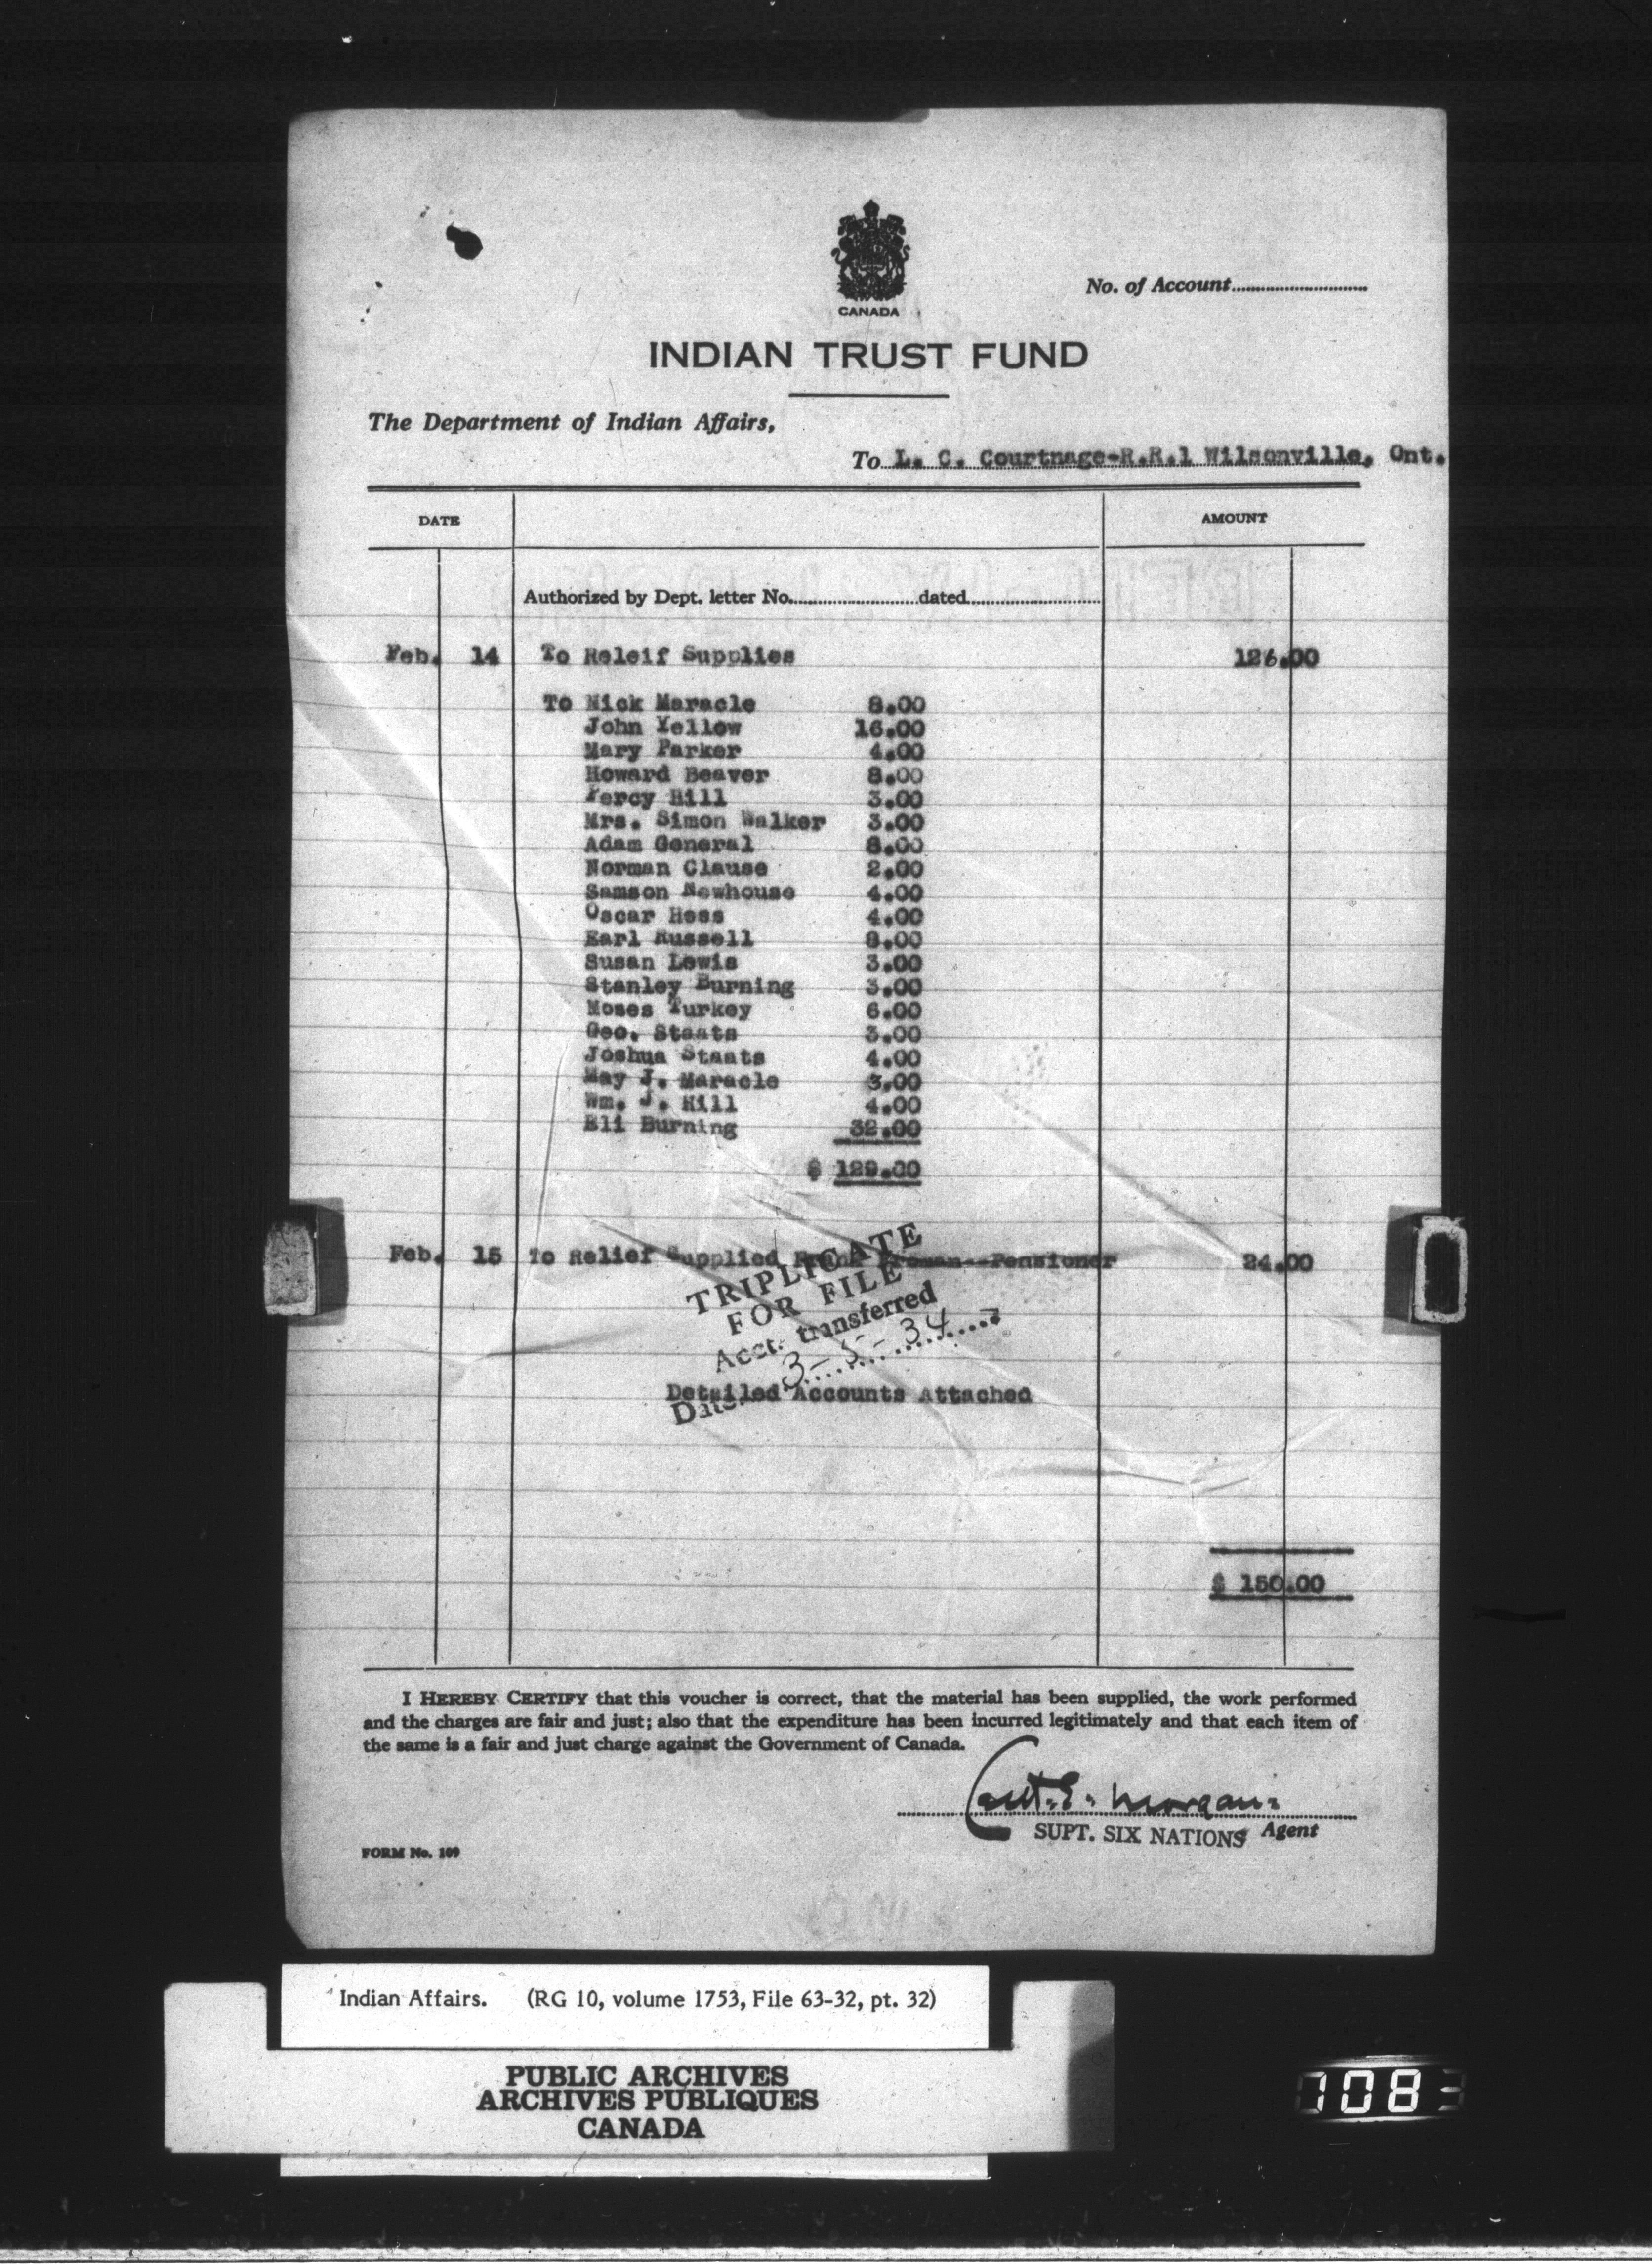 CANADA
No. of Account
INDIAN TRUST FUND
The Department of Indian Affairs,
To L. C. Courtnage-R.R.1 Wilsonville, Ont.
DATE AMOUNT
Authorized by Dept. letter No. dated
Feb. 14 To Releif Supplies 126.00
To Nick Maracle 8.00
John Yellow 16.00
Mary Parker 4.00
Howard Beaver 8.00
Percy Hill 3.00
Mrs. Simon Walker 3.00
Adam General 8.00
Norman Clause 2.00
Samson Newhouse 4.00
Oscar Hess 4.00
Earl Russell 8.00
Susan Lewis 3.00
Stanley Burning 3.00
Moses Turkey 6.00
Geo. Staats 3.00
Joshua Staats 4.00
May J. Maracle 3.00
Wm. J. Hill 4.00
Eli Burning 32.00
$ 129.00
Feb. 15 To Relief Supplied Frank Froman--Pensioner 24.00
TRIPLICATE
FOR FILE
Acct. transferred
Date 3-5-34
Detailed Accounts Attached
$ 150.00
I HEREBY CERTIFY that this voucher is correct, that the material has been supplied, the work performed
and the charges are fair and just; also that the expenditure has been incurred legitimately and that each item of
the same is a fair and just charge against the Government of Canada.
E. Morgan
SUPT. SIX NATIONS Agent
FORM No. 109
Indian Affairs. (RG 10, volume 1753, File 63-32, pt. 32)
PUBLIC ARCHIVES
ARCHIVES PUBLIQUES
CANADA
1083